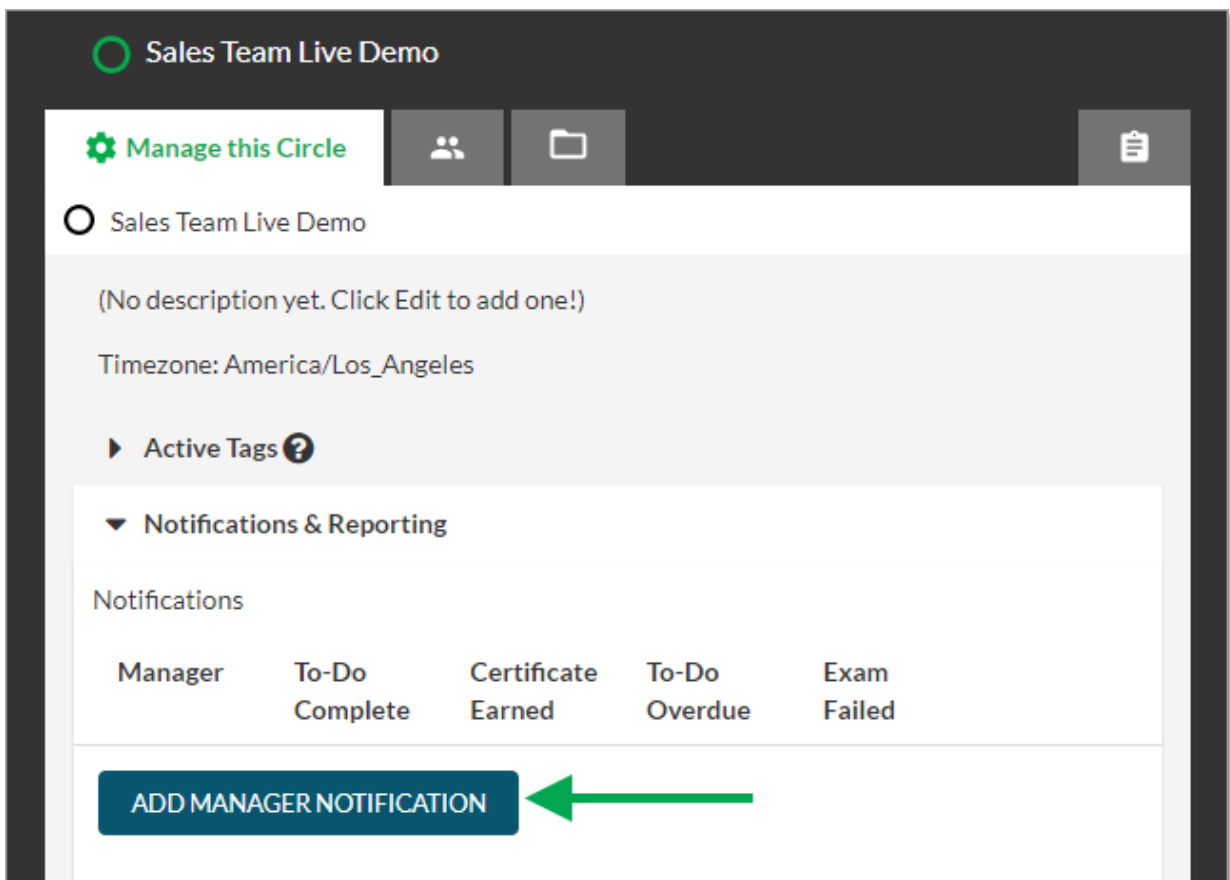 Sales Team Live Demo
Manage this Circle
Sales Team Live Demo
(No description yet. Click Edit to add one!)
Timezone: America/Los_Angeles
Active Tags ?
Notifications & Reporting
Notifications
Manager To-Do Certificate To-Do Exam
Complete Earned Overdue Failed
ADD MANAGER NOTIFICATION